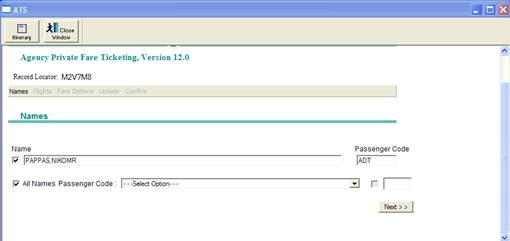 ATS
Itinerary Close Window
Agency Private Fare Ticketing, Version 12.0
Record Locator: M2V7M8
Names Flights Fare Options Update Confirm
Names
Name Passenger Code
PAPPAS,NIKOMR ADT
All Names Passenger Code : ---Select Option---
Next >>